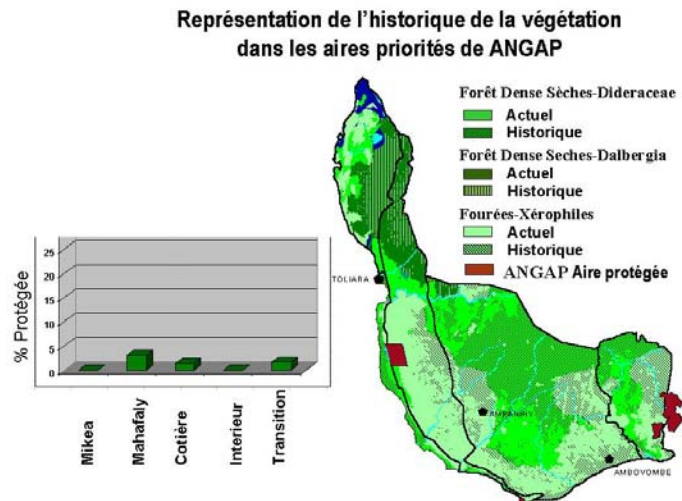 Représentation de l'historique de la végétation
dans les aires priorités de ANGAP
Forêt Dense Sèches-Dideraceae
Actuel
Historique
Forêt Dense Seches-Dalbergia
Actuel
Historique
Fourées-Xérophiles
Actuel
Historique
ANGAP Aire protégée
TOLIARA
AMPANIHY
AMBOVOMBE
% Protégée
25
20
15
10
5
0
Mikea
Mahafaly
Cotière
Interieur
Transition